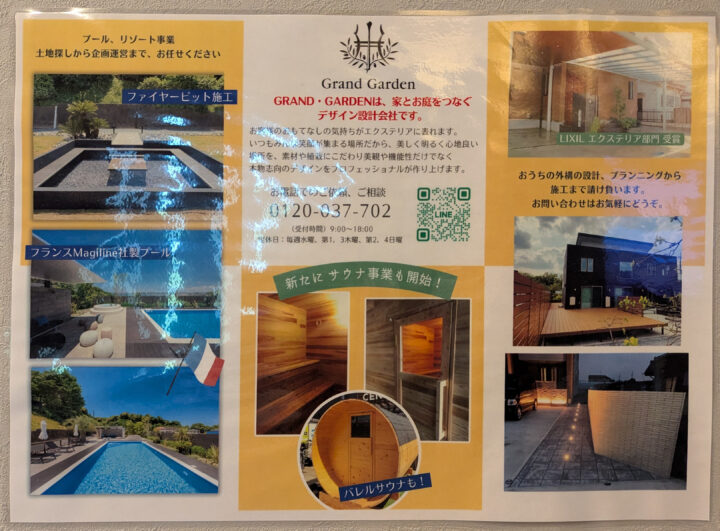 プール、リゾート事業
土地探しから企画運営まで、お任せください
ファイヤーピット施工
フランスMagiline社製プール
Grand Garden
GRAND・GARDENは、家とお庭をつなぐ
デザイン設計会社です。
お客様のおもてなしの気持ちがエクステリアに表れます。
いつもみんな笑顔が集まる場所だから、美しく明るく心地良い
場所を、素材や植栽にこだわり美観や機能性だけでなく
本物志向のデザインをプロフェッショナルが作り上げます。
お電話でのご依頼、ご相談
0120-037-702
(受付時間) 9:00～18:00
定休日：毎週水曜、第1、3木曜、第2、4日曜
LINE
新たにサウナ事業も開始！
バレルサウナも！
LIXIL エクステリア部門 受賞
おうちの外構の設計、プランニングから
施工まで請け負います。
お問い合わせはお気軽にどうぞ。